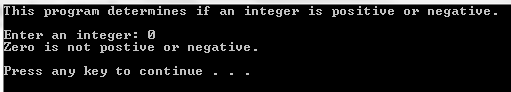 This program determines if an integer is positive or negative.
Enter an integer: 0
Zero is not postive or negative.
Press any key to continue . . .